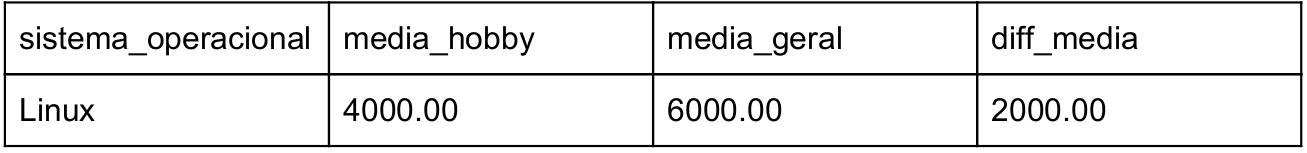 sistema_operacional media_hobby media_geral diff_media
Linux 4000.00 6000.00 2000.00